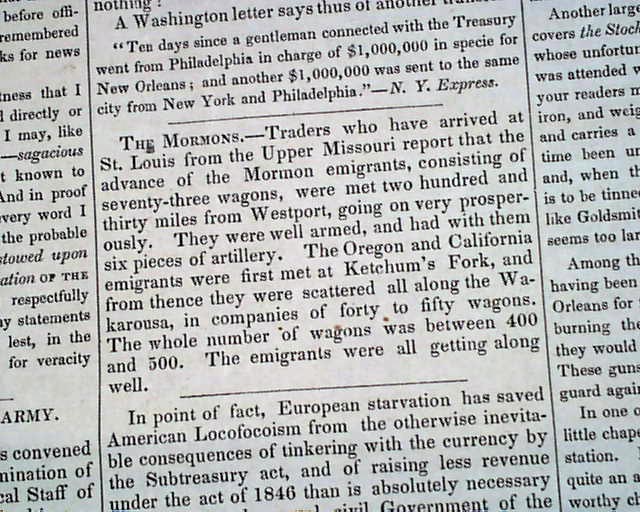 before offi-
remembered
ks for news
tness that I
directly or
I may, like
—sagacious
t known to
And in proof
very word I
the probable
towed upon
ation OF THE
respectfully
y statements
lest, in the
for veracity
ARMY.
s convened
mination of
cal Staff of
nothing!
A Washington letter says thus of another
"Ten days since a gentleman connected with the Treasury
went from Philadelphia in charge of $1,000,000 in specie for
New Orleans; and another $1,000,000 was sent to the same
city from New York and Philadelphia."—N. Y. Express.
THE MORMONS.—Traders who have arrived at
St. Louis from the Upper Missouri report that the
advance of the Mormon emigrants, consisting of
seventy-three wagons, were met two hundred and
thirty miles from Westport, going on very prosper-
ously. They were well armed, and had with them
six pieces of artillery. The Oregon and California
emigrants were first met at Ketchum's Fork, and
from thence they were scattered all along the Wa-
karousa, in companies of forty to fifty wagons.
The whole number of wagons was between 400
and 500. The emigrants were all getting along
well.
In point of fact, European starvation has saved
American Locofocoism from the otherwise inevita-
ble consequences of tinkering with the currency by
the Subtreasury act, and of raising less revenue
under the act of 1846 than is absolutely necessary
civil Government of the
Another large
covers the Stock
whose unfortun
was attended w
your readers m
iron, and weig
and carries a
time been un
and, when th
is to be tinne
like Goldsmi
seems too lar
Among th
having been
Orleans for
burning the
they would
These guns
guard again
In one o
little chape
station.
quite an a
worthy ch